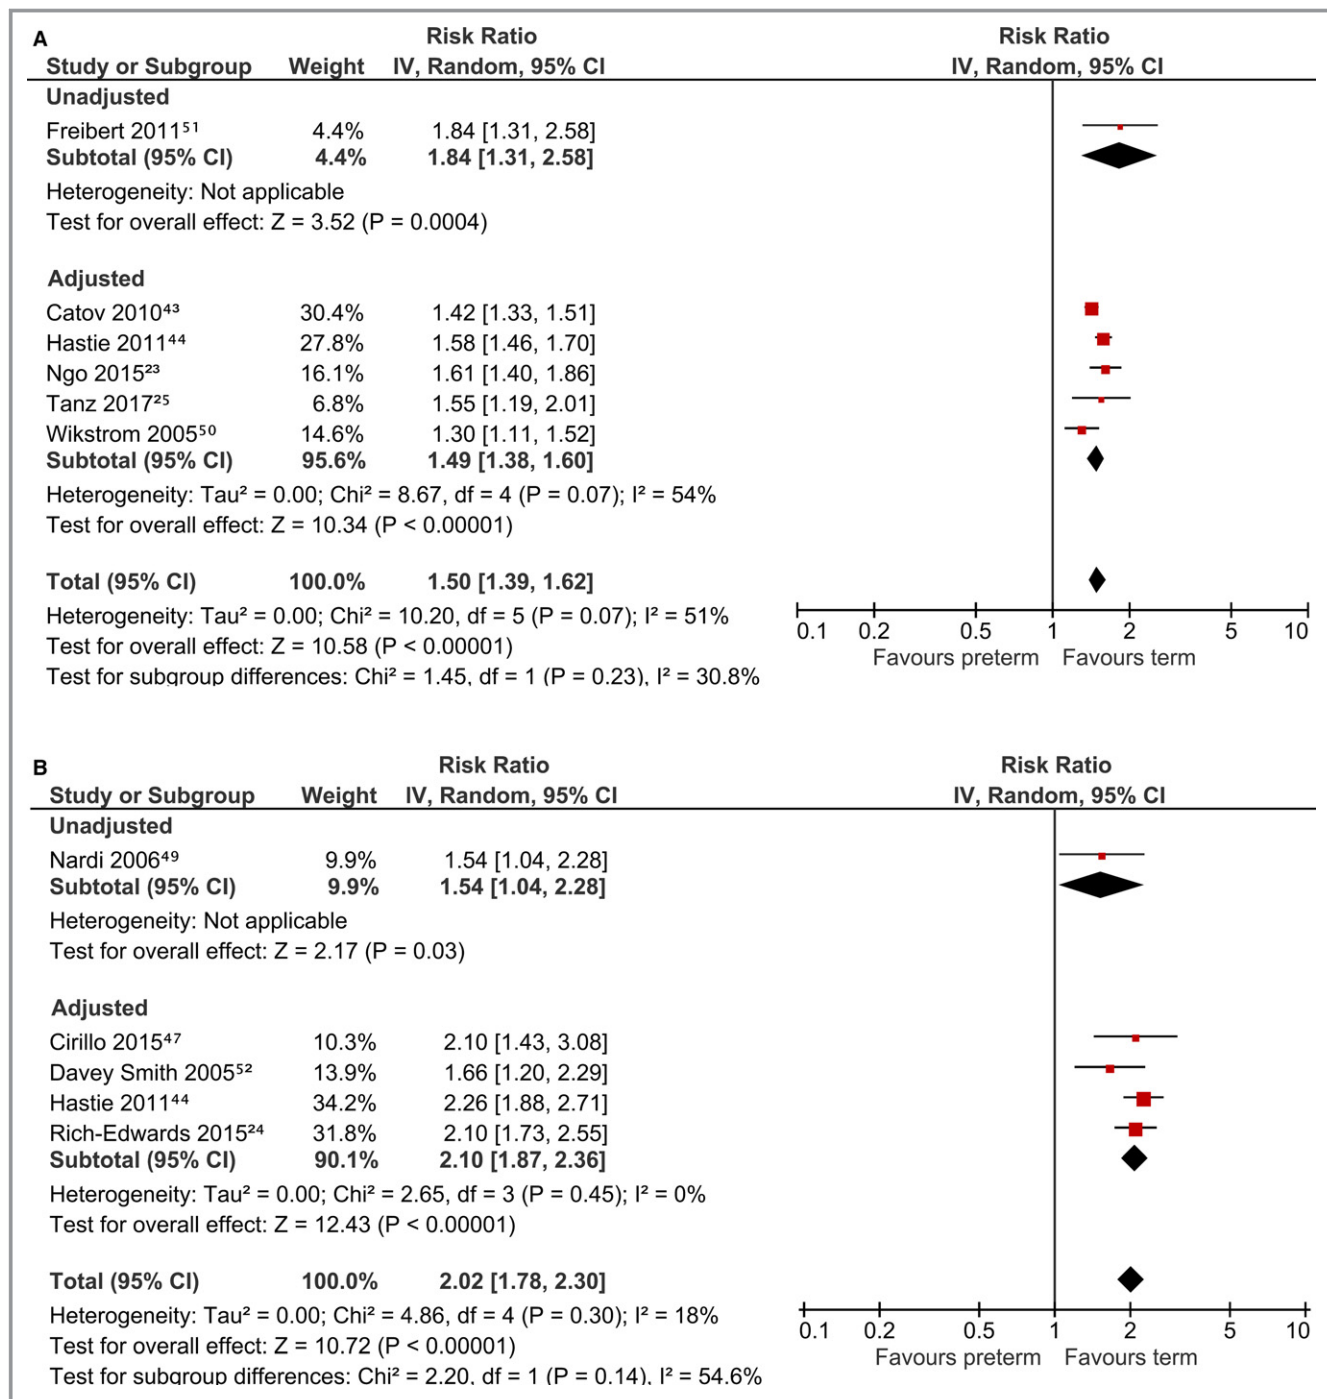 A
Risk Ratio Risk Ratio
Study or Subgroup Weight IV, Random, 95% CI IV, Random, 95% CI
Unadjusted
Freibert 2011⁵¹ 4.4% 1.84 [1.31, 2.58]
Subtotal (95% CI) 4.4% 1.84 [1.31, 2.58]
Heterogeneity: Not applicable
Test for overall effect: Z = 3.52 (P = 0.0004)
Adjusted
Catov 2010⁴³ 30.4% 1.42 [1.33, 1.51]
Hastie 2011⁴⁴ 27.8% 1.58 [1.46, 1.70]
Ngo 2015²³ 16.1% 1.61 [1.40, 1.86]
Tanz 2017²⁵ 6.8% 1.55 [1.19, 2.01]
Wikstrom 2005⁵⁰ 14.6% 1.30 [1.11, 1.52]
Subtotal (95% CI) 95.6% 1.49 [1.38, 1.60]
Heterogeneity: Tau² = 0.00; Chi² = 8.67, df = 4 (P = 0.07); I² = 54%
Test for overall effect: Z = 10.34 (P < 0.00001)
Total (95% CI) 100.0% 1.50 [1.39, 1.62]
Heterogeneity: Tau² = 0.00; Chi² = 10.20, df = 5 (P = 0.07); I² = 51%
Test for overall effect: Z = 10.58 (P < 0.00001)
Test for subgroup differences: Chi² = 1.45, df = 1 (P = 0.23), I² = 30.8%
0.1 0.2 0.5 1 2 5 10
Favours preterm Favours term
B
Risk Ratio Risk Ratio
Study or Subgroup Weight IV, Random, 95% CI IV, Random, 95% CI
Unadjusted
Nardi 2006⁴⁹ 9.9% 1.54 [1.04, 2.28]
Subtotal (95% CI) 9.9% 1.54 [1.04, 2.28]
Heterogeneity: Not applicable
Test for overall effect: Z = 2.17 (P = 0.03)
Adjusted
Cirillo 2015⁴⁷ 10.3% 2.10 [1.43, 3.08]
Davey Smith 2005⁵² 13.9% 1.66 [1.20, 2.29]
Hastie 2011⁴⁴ 34.2% 2.26 [1.88, 2.71]
Rich-Edwards 2015²⁴ 31.8% 2.10 [1.73, 2.55]
Subtotal (95% CI) 90.1% 2.10 [1.87, 2.36]
Heterogeneity: Tau² = 0.00; Chi² = 2.65, df = 3 (P = 0.45); I² = 0%
Test for overall effect: Z = 12.43 (P < 0.00001)
Total (95% CI) 100.0% 2.02 [1.78, 2.30]
Heterogeneity: Tau² = 0.00; Chi² = 4.86, df = 4 (P = 0.30); I² = 18%
Test for overall effect: Z = 10.72 (P < 0.00001)
Test for subgroup differences: Chi² = 2.20, df = 1 (P = 0.14), I² = 54.6%
0.1 0.2 0.5 1 2 5 10
Favours preterm Favours term